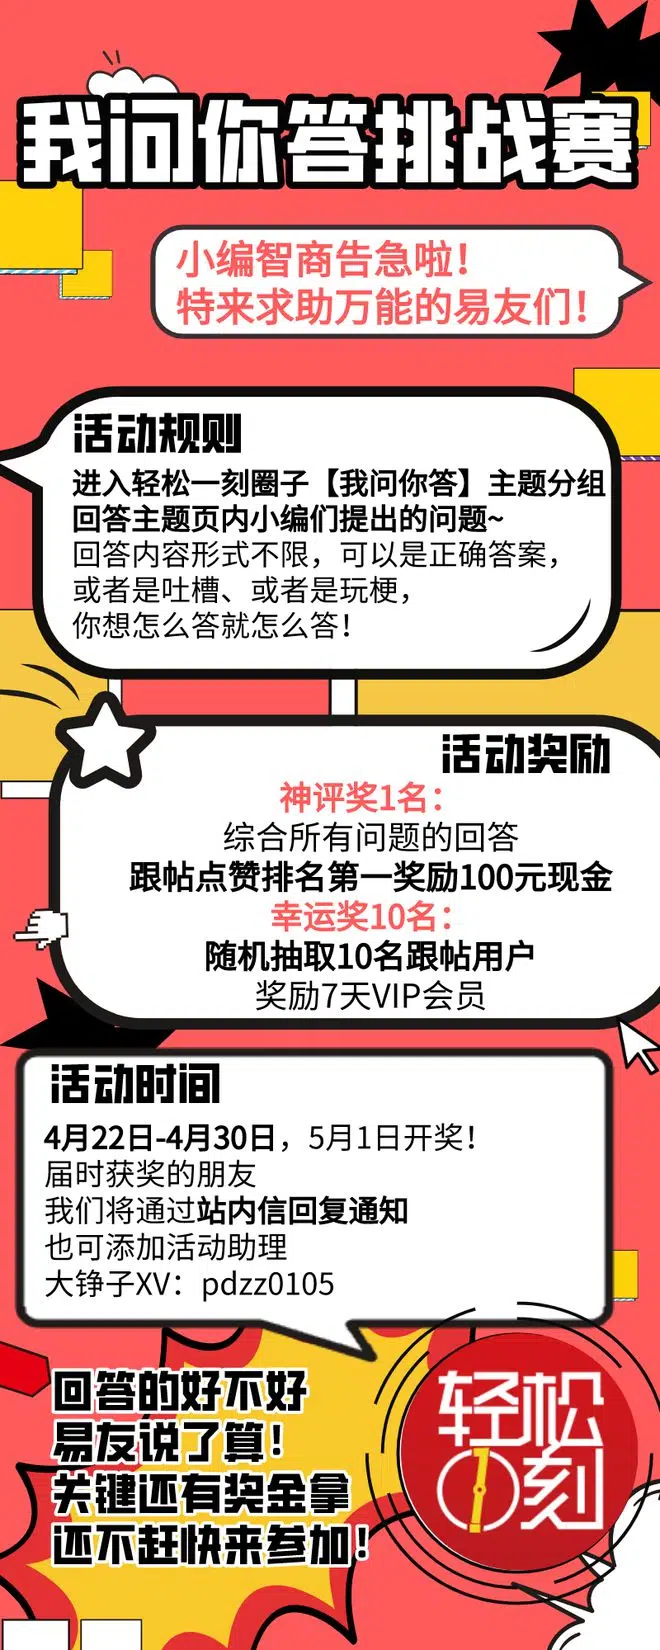 我问你答挑战赛
小编智商告急啦！
特来求助万能的易友们！
活动规则
进入轻松一刻圈子【我问你答】主题分组
回答主题页内小编们提出的问题~
回答内容形式不限，可以是正确答案，
或者是吐槽、或者是玩梗，
你想怎么答就怎么答！
活动奖励
神评奖1名：
综合所有问题的回答
跟帖点赞排名第一奖励100元现金
幸运奖10名：
随机抽取10名跟帖用户
奖励7天VIP会员
活动时间
4月22日-4月30日，5月1日开奖！
届时获奖的朋友
我们将通过站内信回复通知
也可添加活动助理
大铮子XV：pdzz0105
回答的好不好
易友说了算！
关键还有奖金拿
还不赶快来参加！
轻松
一刻